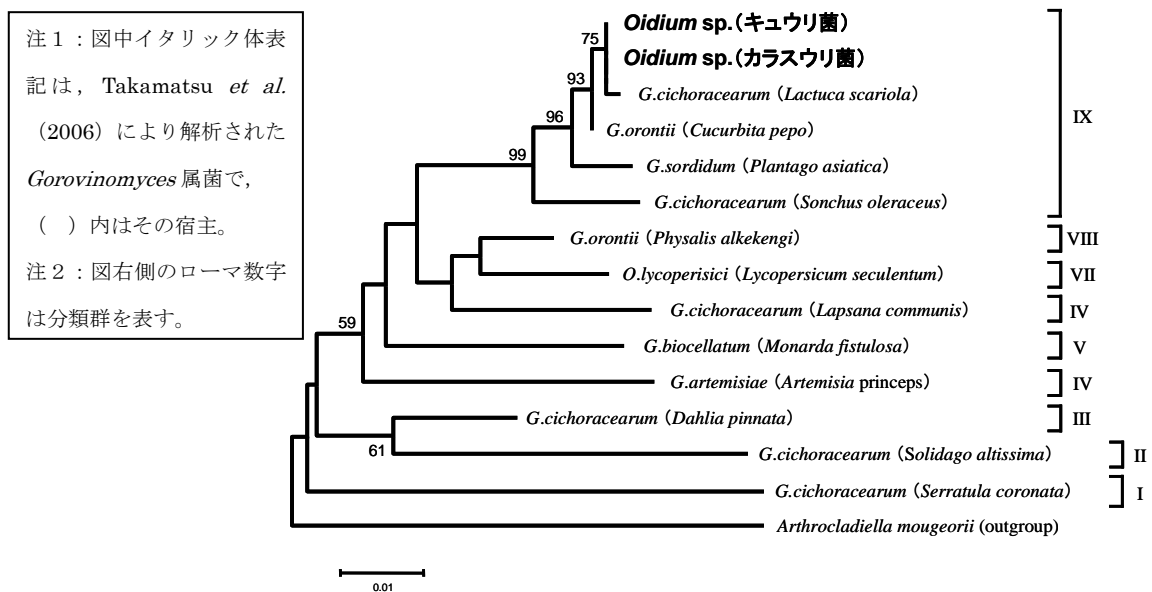 注1：図中イタリック体表
記は，Takamatsu et al.
（2006）により解析された
Gorovinomyces 属菌で，
（　）内はその宿主。
注2：図右側のローマ数字
は分類群を表す。
Oidium sp.（キュウリ菌）
75
Oidium sp.（カラスウリ菌）
93
G.cichoracearum（Lactuca scariola）
IX
96
G.orontii（Cucurbita pepo）
99
G.sordidum（Plantago asiatica）
G.cichoracearum（Sonchus oleraceus）
G.orontii（Physalis alkekengi）
VIII
O.lycoperisici（Lycopersicum seculentum）
VII
G.cichoracearum（Lapsana communis）
IV
59
G.biocellatum（Monarda fistulosa）
V
G.artemisiae（Artemisia princeps）
IV
G.cichoracearum（Dahlia pinnata）
III
61
G.cichoracearum（Solidago altissima）
II
G.cichoracearum（Serratula coronata）
I
Arthrocladiella mougeorii (outgroup)
0.01